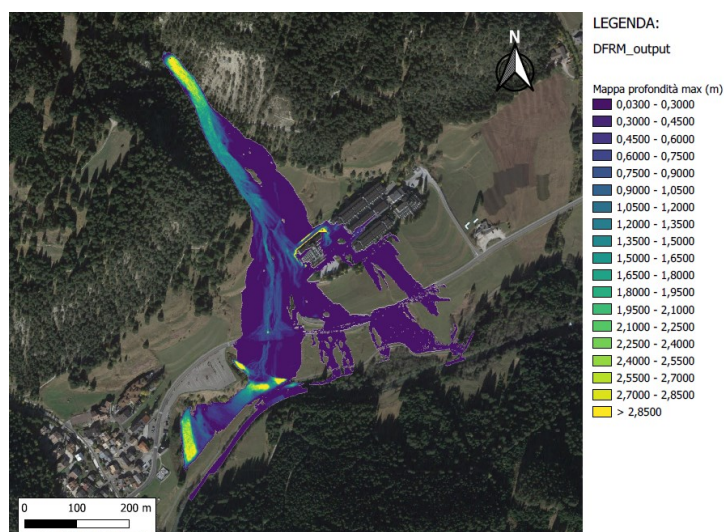 LEGENDA:
DFRM_output
N
Mappa profondità max (m)
0,0300 - 0,3000
0,3000 - 0,4500
0,4500 - 0,6000
0,6000 - 0,7500
0,7500 - 0,9000
0,9000 - 1,0500
1,0500 - 1,2000
1,2000 - 1,3500
1,3500 - 1,5000
1,5000 - 1,6500
1,6500 - 1,8000
1,8000 - 1,9500
1,9500 - 2,1000
2,1000 - 2,2500
2,2500 - 2,4000
2,4000 - 2,5500
2,5500 - 2,7000
2,7000 - 2,8500
> 2,8500
0 100 200 m